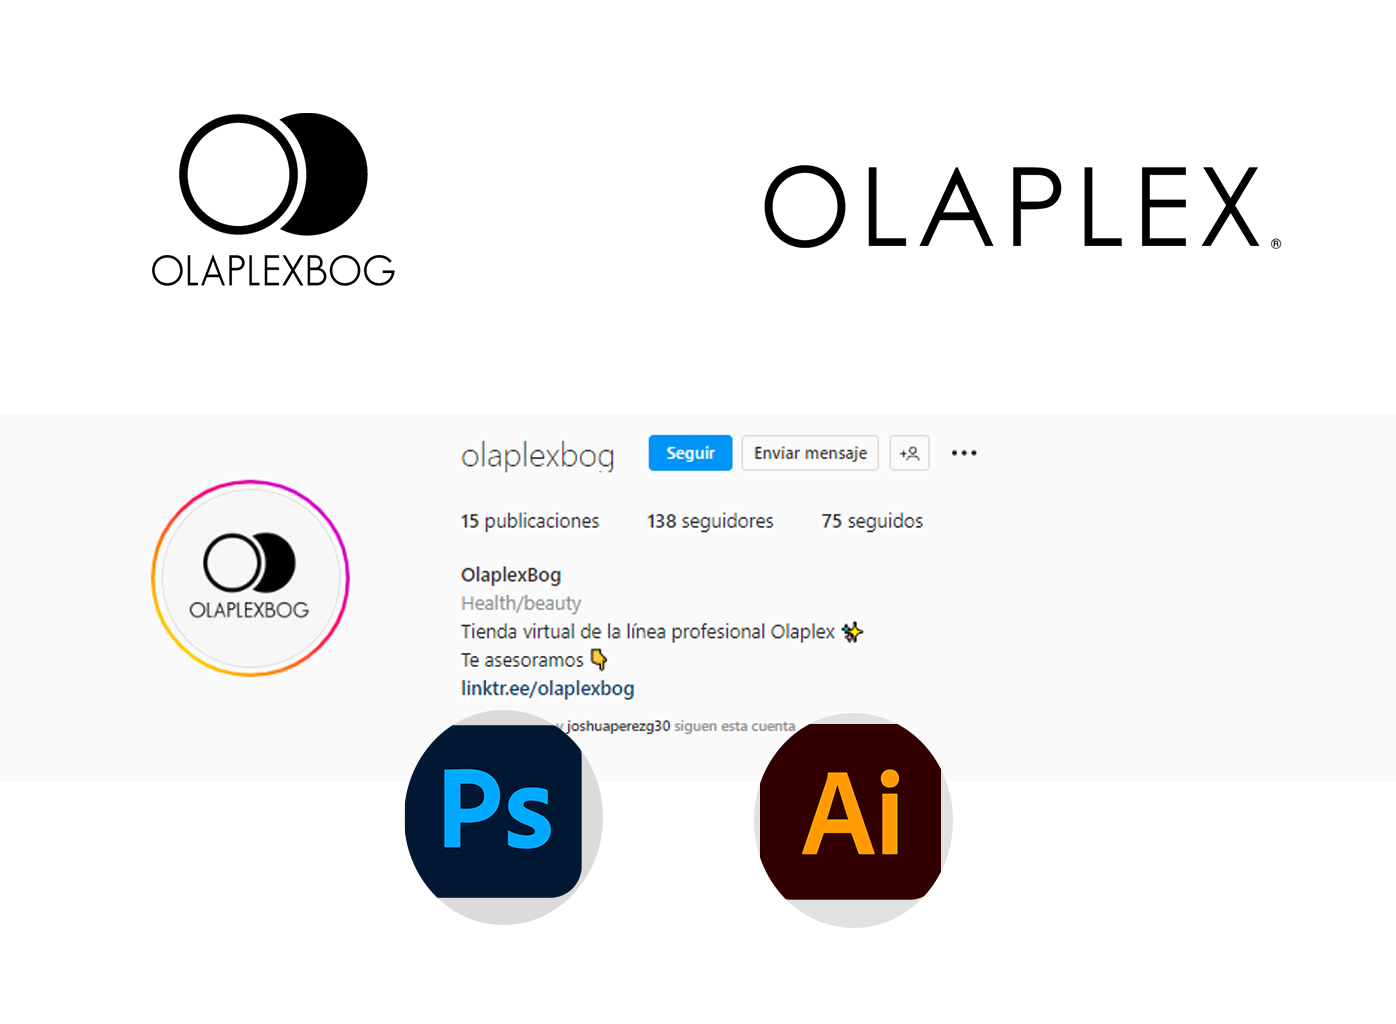 OLAPLEXBOG
OLAPLEX®
olaplexbog
Seguir
Enviar mensaje
15 publicaciones
138 seguidores
75 seguidos
OLAPLEXBOG
OlaplexBog
Health/beauty
Tienda virtual de la línea profesional Olaplex ✨
Te asesoramos 👇
linktr.ee/olaplexbog
y joshuaperezg30 siguen esta cuenta
Ps
Ai